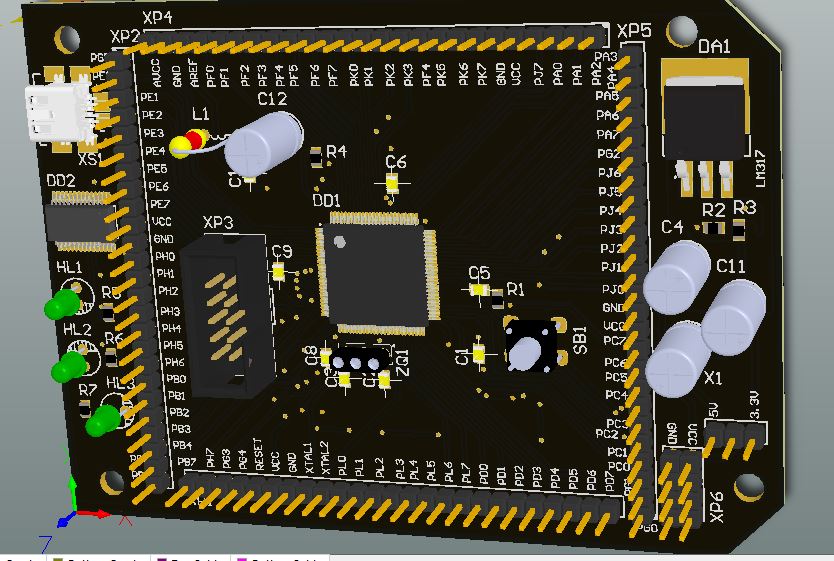 XP4
XP2
XP5
DA1
LM317
AVCC
GND
AREF
PF0
PF1
PF2
PF3
PF4
PF5
PF6
PF7
PK0
PK1
PK2
PK3
PF4
PK5
PK6
PK7
GND
VCC
PJ7
PA0
PA1
PA2
PE1
PE2
PE3
PE4
PE5
PE6
PE7
VCC
GND
PH0
PH1
PH2
PH3
PH4
PH5
PH6
PB0
PB1
PB2
PB3
PB4
PA3
PA4
PA5
PA6
PA7
PG2
PJ6
PJ5
PJ4
PJ3
PJ2
PJ1
PJ0
GND
VCC
PC7
PC6
PC5
PC4
PC3
PC2
PC1
PC0
PB7
PH7
PG3
PG4
RESET
VCC
GND
XTAL1
XTAL2
PL0
PL1
PL2
PL3
PL4
PL5
PL6
PL7
PD0
PD1
PD2
PD3
PD4
PD5
PD6
PD7
XS1
DD2
HL1
HL2
HL3
R5
R6
R7
L1
C12
R4
C6
DD1
XP3
C9
C8
ZQ1
C5
R1
C1
SB1
R2
R3
C4
C11
X1
5V
3.3V
GND
VCC
XP6
PG0
X